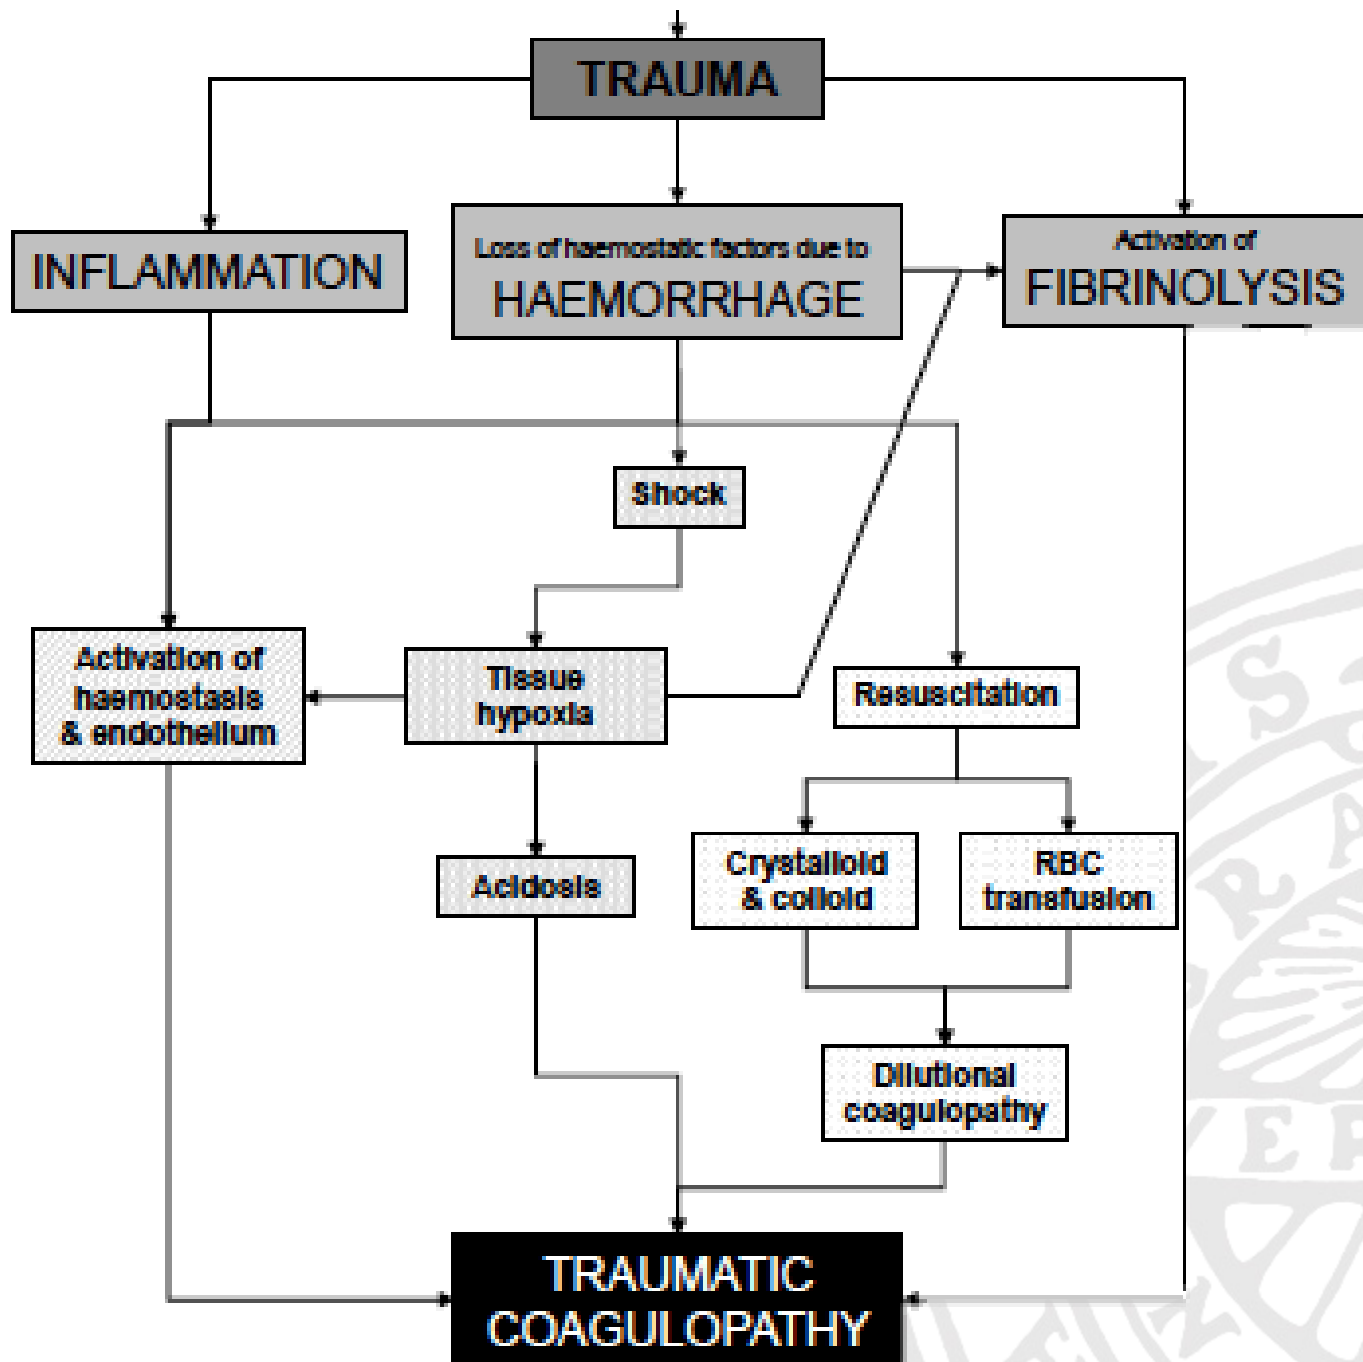 TRAUMA
INFLAMMATION
Loss of haemostatic factors due to
HAEMORRHAGE
Activation of
FIBRINOLYSIS
Shock
Activation of
haemostasis
& endothelium
Tissue
hypoxia
Resuscitation
Acidosis
Crystalloid
& colloid
RBC
transfusion
Dilutional
coagulopathy
TRAUMATIC
COAGULOPATHY